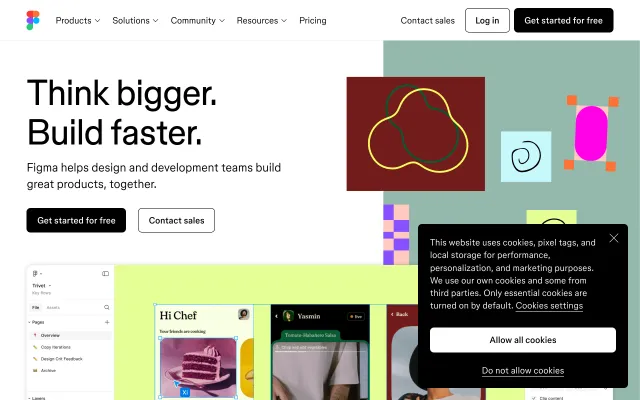 Products Solutions Community Resources Pricing Contact sales Log in Get started for free
Think bigger.
Build faster.
Figma helps design and development teams build
great products, together.
Get started for free Contact sales
This website uses cookies, pixel tags, and
local storage for performance,
personalization, and marketing purposes.
We use our own cookies and some from
third parties. Only essential cookies are
turned on by default. Cookies settings
Allow all cookies
Do not allow cookies
Trivet
File Assets
Pages
Overview
Copy Iterations
Design Crit Feedback
Archive
Layers
Hi Chef
Your friends are cooking
Yasmin
live
Tomato Habañero Salsa
Back
Clip content